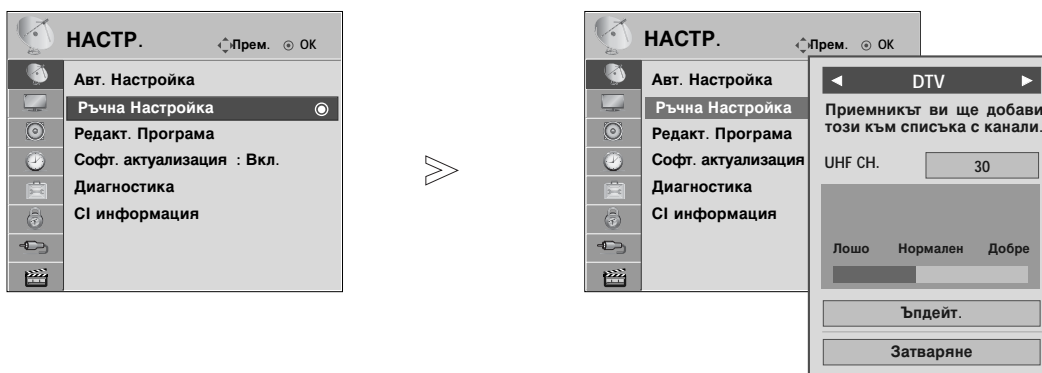 НАСТР.
Прем. OK
Авт. Настройка
Ръчна Настройка
Редакт. Програма
Софт. актуализация : Вкл.
Диагностика
CI информация
НАСТР.
Прем. OK
Авт. Настройка
Ръчна Настройка
Редакт. Програма
Софт. актуализация
Диагностика
CI информация
DTV
Приемникът ви ще добави
този към списъка с канали.
UHF CH. 30
Лошо Нормален Добре
Ъпдейт.
Затваряне